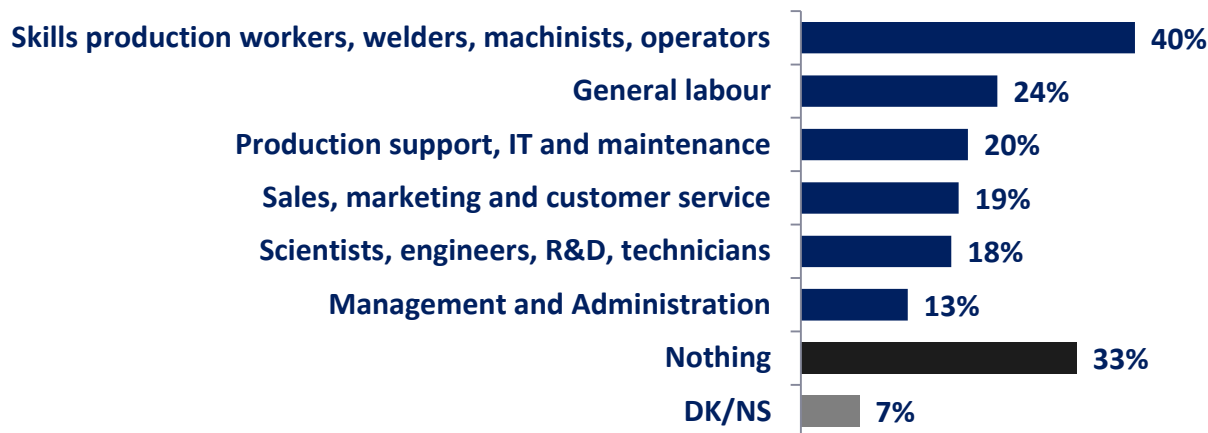 Skills production workers, welders, machinists, operators 40%
General labour 24%
Production support, IT and maintenance 20%
Sales, marketing and customer service 19%
Scientists, engineers, R&D, technicians 18%
Management and Administration 13%
Nothing 33%
DK/NS 7%